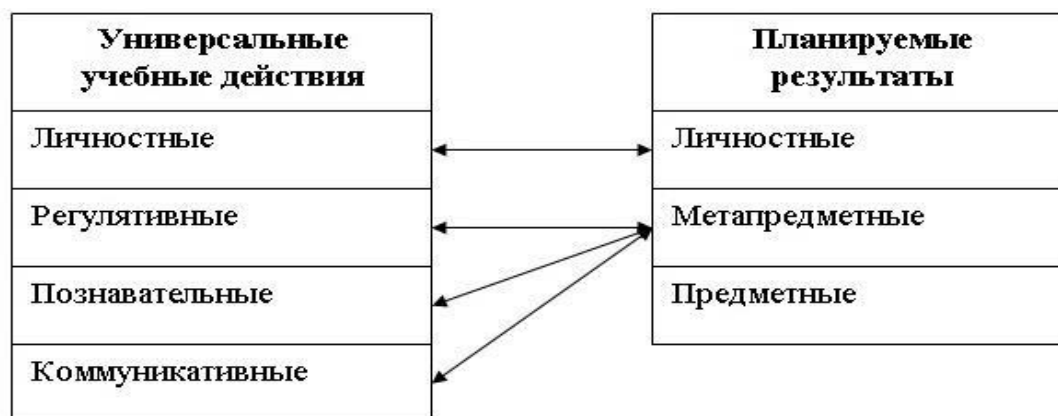 Универсальные
учебные действия
Личностные
Регулятивные
Познавательные
Коммуникативные
Планируемые
результаты
Личностные
Метапредметные
Предметные